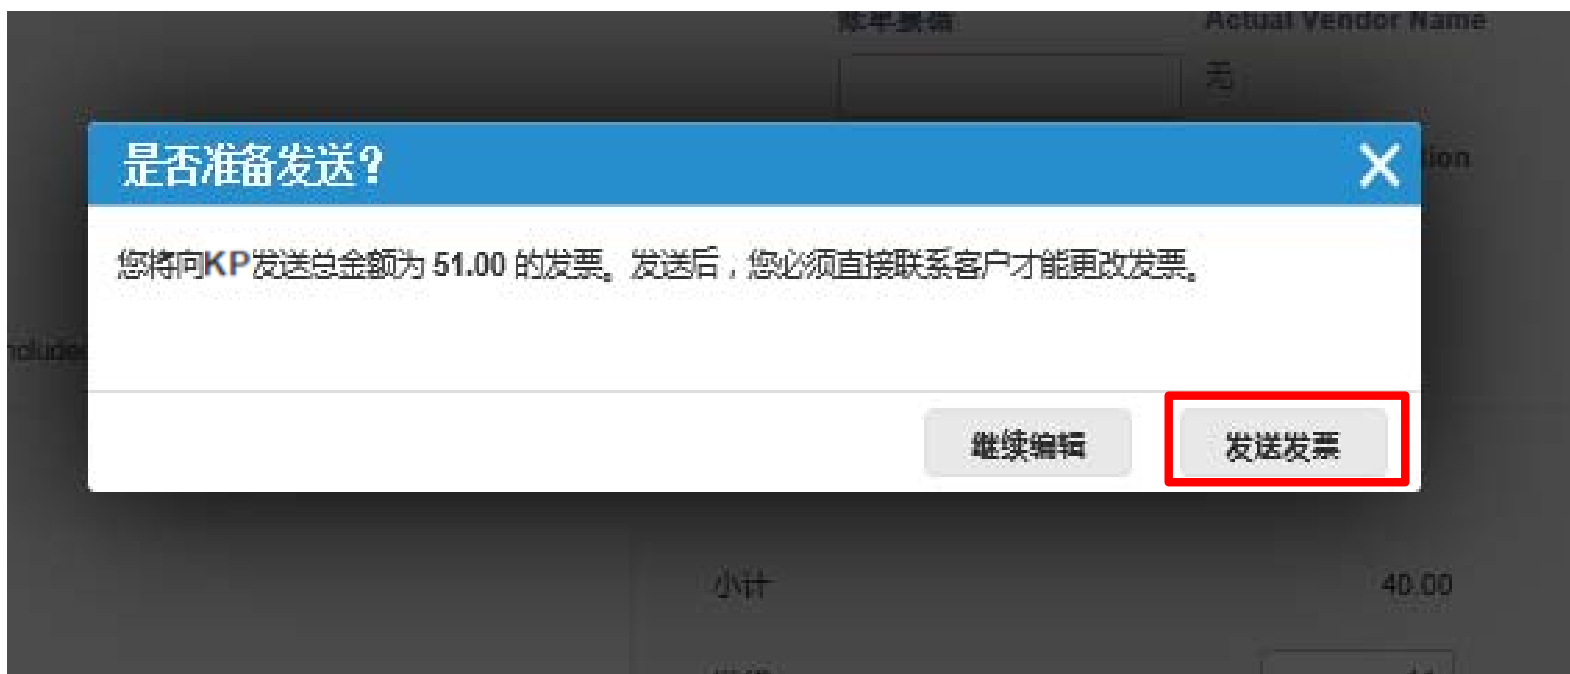 Actual Vendor Name
无
是否准备发送?
您将向KP发送总金额为 51.00 的发票。发送后，您必须直接联系客户才能更改发票。
继续编辑
发送发票
小计
40.00